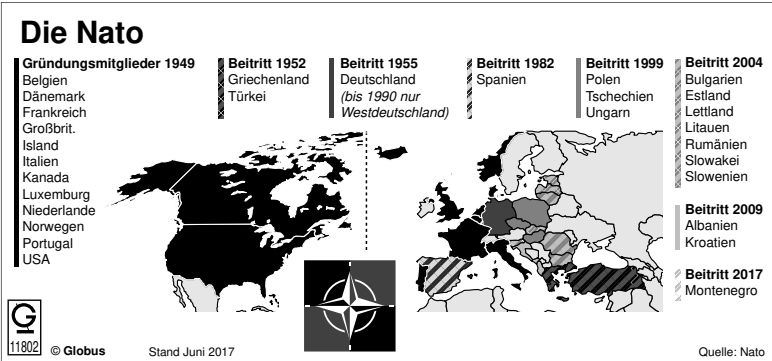 Die Nato
Gründungsmitglieder 1949
Belgien
Dänemark
Frankreich
Großbrit.
Island
Italien
Kanada
Luxemburg
Niederlande
Norwegen
Portugal
USA
Beitritt 1952
Griechenland
Türkei
Beitritt 1955
Deutschland
(bis 1990 nur
Westdeutschland)
Beitritt 1982
Spanien
Beitritt 1999
Polen
Tschechien
Ungarn
Beitritt 2004
Bulgarien
Estland
Lettland
Litauen
Rumänien
Slowakei
Slowenien
Beitritt 2009
Albanien
Kroatien
Beitritt 2017
Montenegro
G
11802
© Globus
Stand Juni 2017
Quelle: Nato